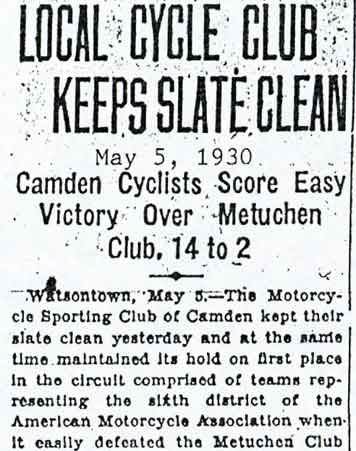 LOCAL CYCLE CLUB
KEEPS SLATE CLEAN
May 5, 1930
Camden Cyclists Score Easy
Victory Over Metuchen
Club, 14 to 2
Watsontown, May 5.—The Motorcy-
cle Sporting Club of Camden kept their
slate clean yesterday and at the same
time maintained its hold on first place
in the circuit comprised of teams rep-
resenting the sixth district of the
American Motorcycle Association when
it easily defeated the Metuchen Club